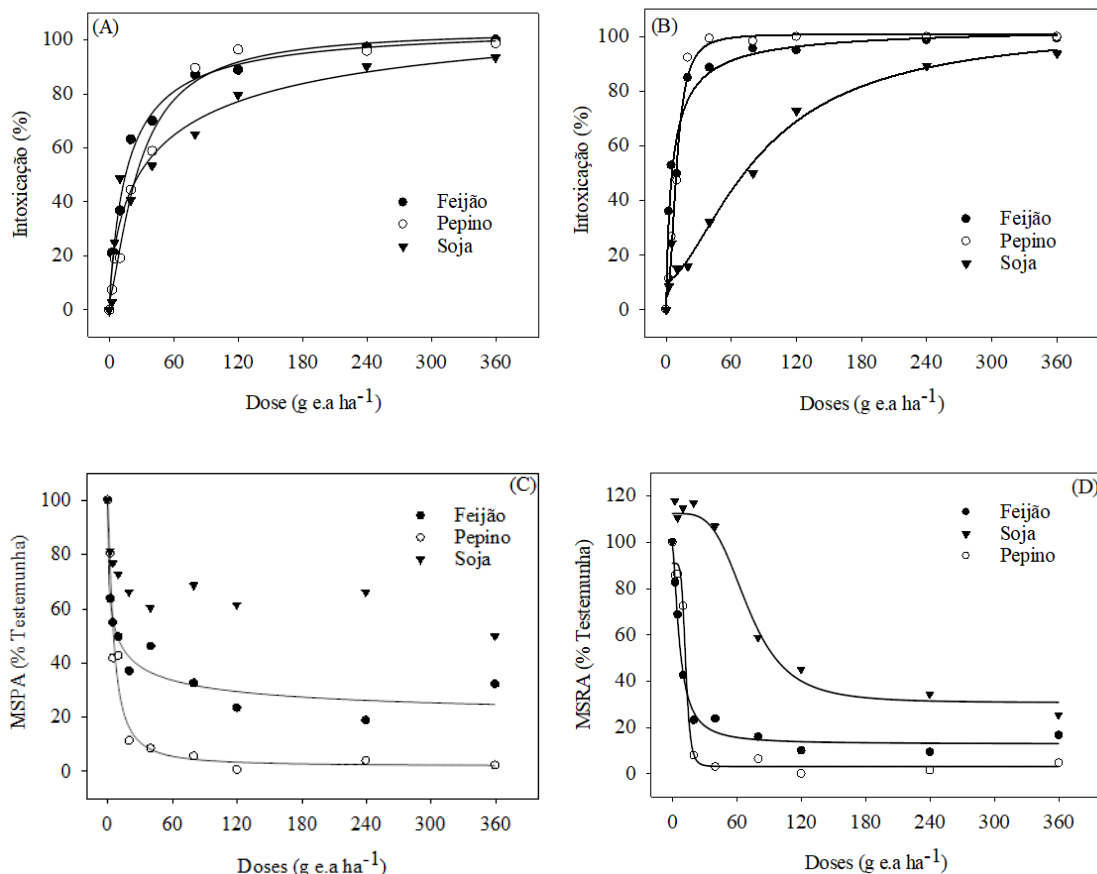 (A)
Intoxicação (%)
100
80
60
40
20
0
Feijão
Pepino
Soja
0 60 120 180 240 300 360
Dose (g e.a ha⁻¹)
(B)
Intoxicação (%)
100
80
60
40
20
0
Feijão
Pepino
Soja
0 60 120 180 240 300 360
Doses (g e.a ha⁻¹)
(C)
MSPA (% Testemunha)
100
80
60
40
20
0
Feijão
Pepino
Soja
0 60 120 180 240 300 360
Doses (g e.a ha⁻¹)
(D)
MSRA (% Testemunha)
120
100
80
60
40
20
0
Feijão
Soja
Pepino
0 60 120 180 240 300 360
Doses (g e.a ha⁻¹)